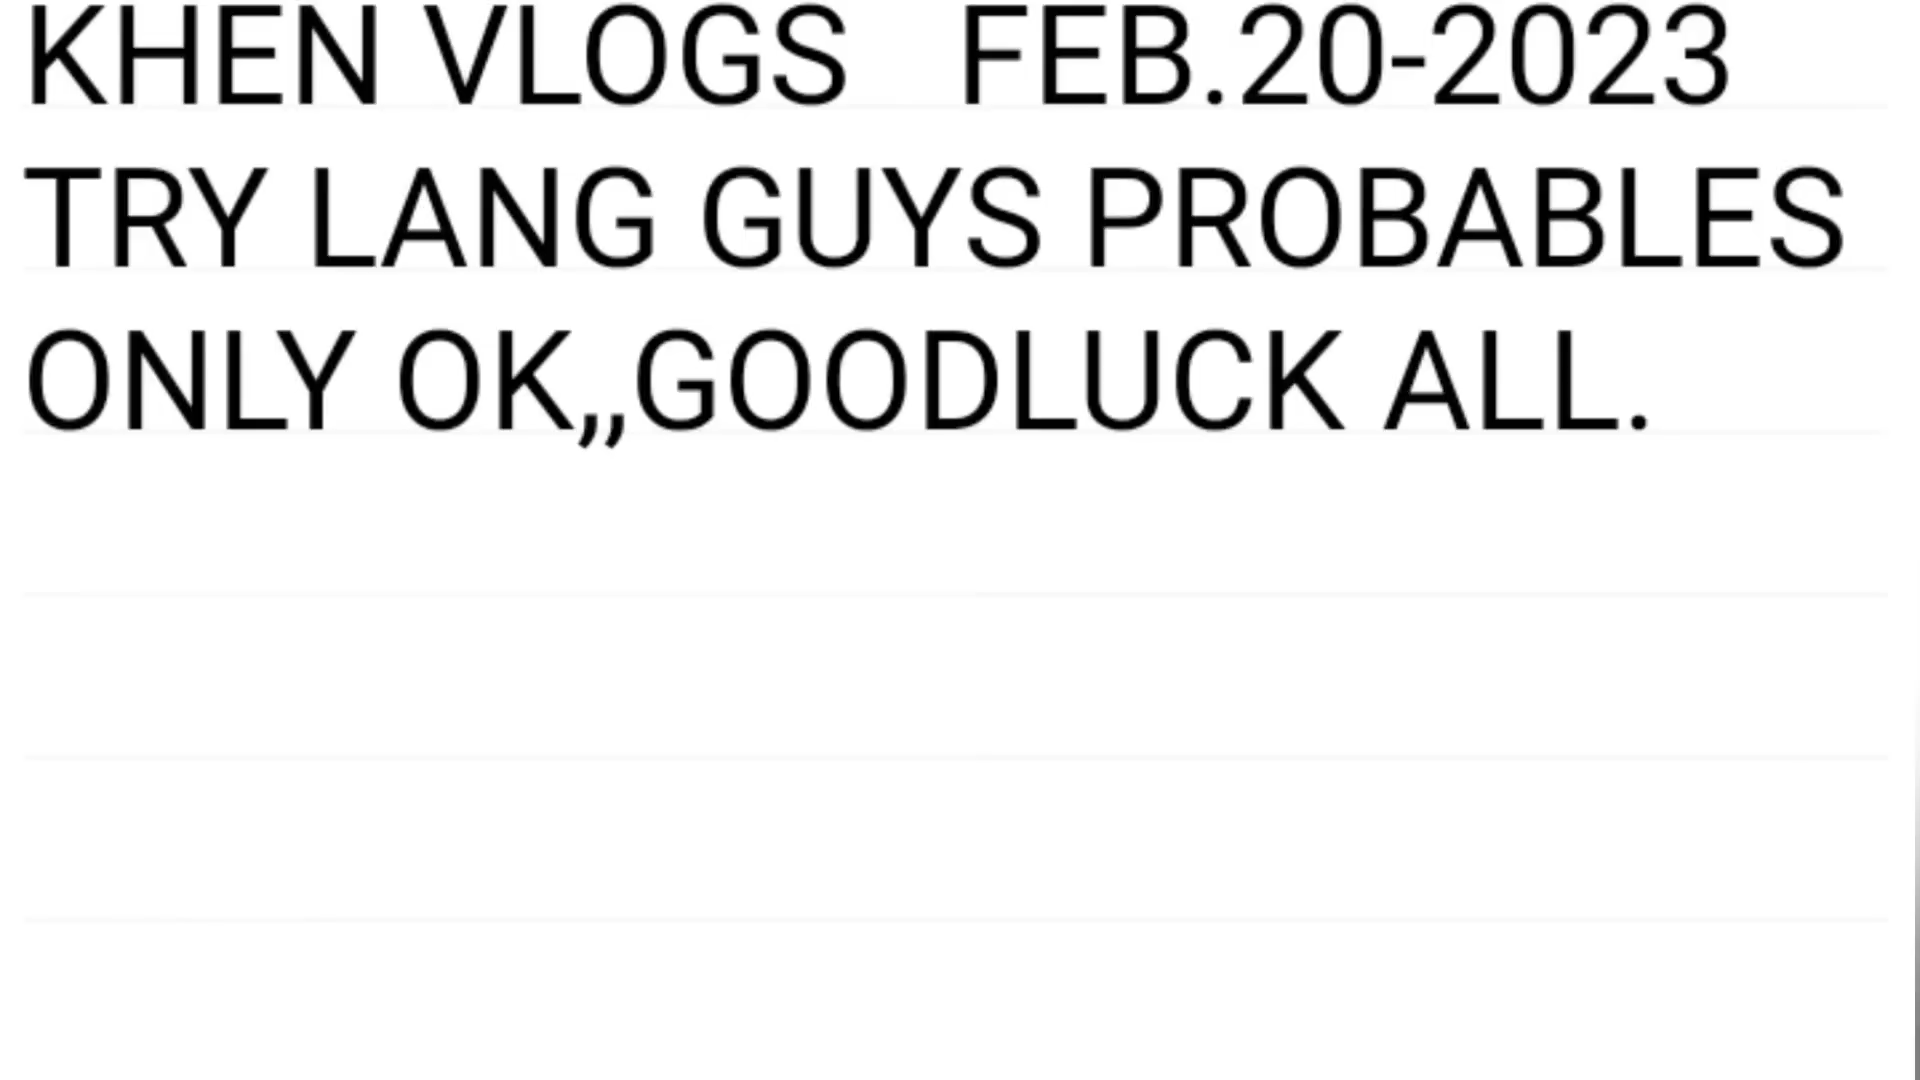 KHEN VLOGS   FEB.20-2023
TRY LANG GUYS PROBABLES
ONLY OK,,GOODLUCK ALL.